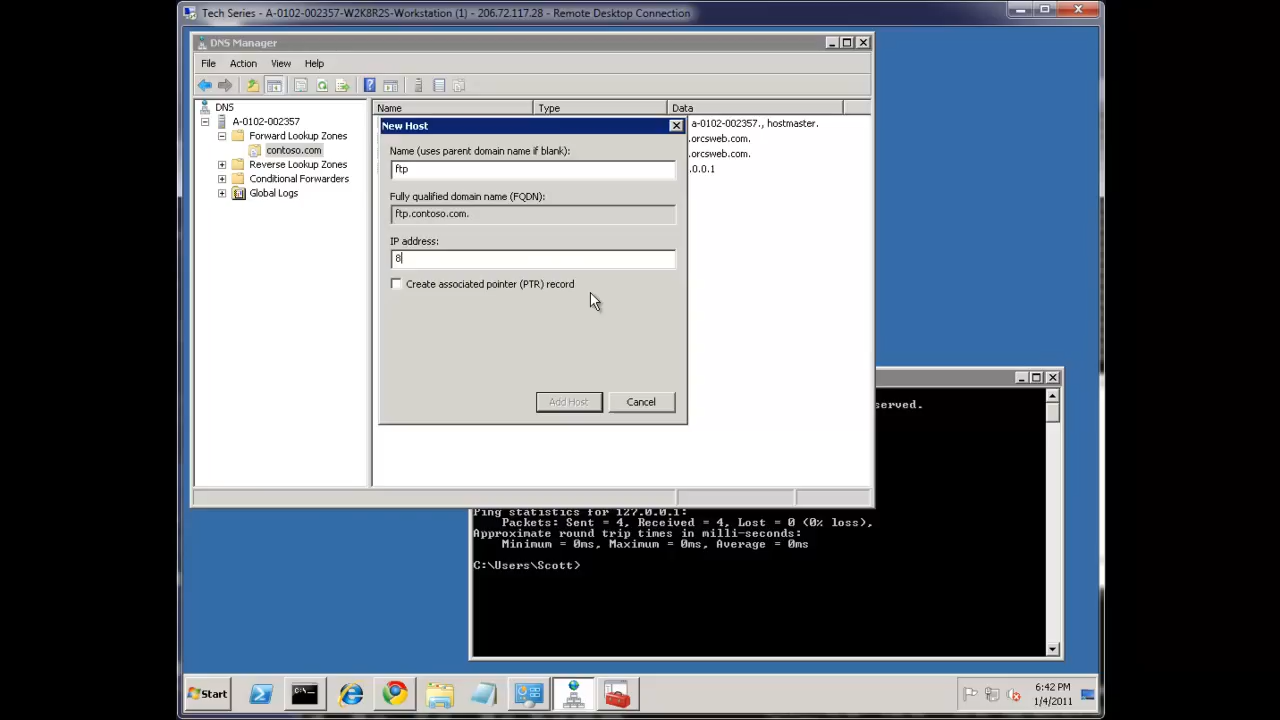 Tech Series - A-0102-002357-W2K8R2S-Workstation (1) - 206.72.117.28 - Remote Desktop Connection
DNS Manager
File Action View Help
DNS
A-0102-002357
Forward Lookup Zones
contoso.com
Reverse Lookup Zones
Conditional Forwarders
Global Logs
Name Type Data
A-0102-002357., hostmaster.
.orcsweb.com.
.orcsweb.com.
.0.0.1
New Host
Name (uses parent domain name if blank):
ftp
Fully qualified domain name (FQDN):
ftp.contoso.com.
IP address:
8
Create associated pointer (PTR) record
Add Host Cancel
served.
Ping statistics for 127.0.0.1:
Packets: Sent = 4, Received = 4, Lost = 0 (0% loss),
Approximate round trip times in milli-seconds:
Minimum = 0ms, Maximum = 0ms, Average = 0ms
C:\Users\Scott>
Start
6:42 PM
1/4/2011